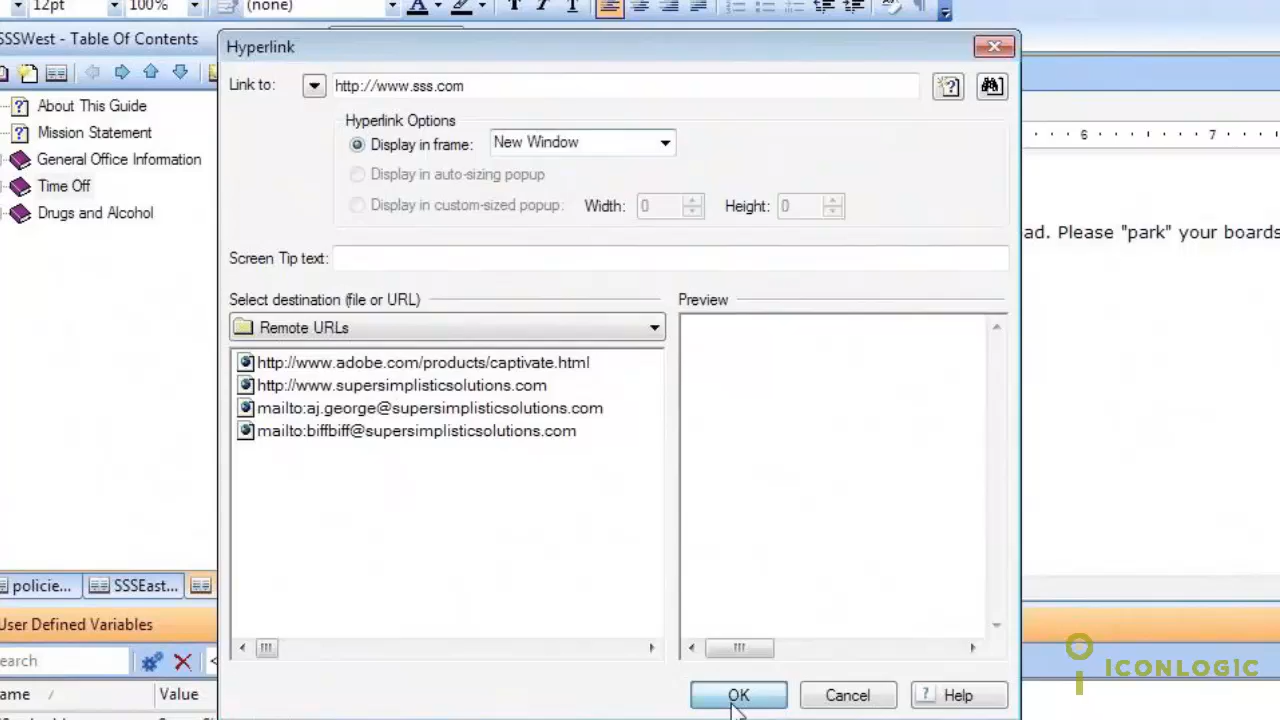 12pt 100% (none)
SSSWest - Table Of Contents
About This Guide
Mission Statement
General Office Information
Time Off
Drugs and Alcohol
Hyperlink
Link to: http://www.sss.com
Hyperlink Options
Display in frame: New Window
Display in auto-sizing popup
Display in custom-sized popup: Width: 0 Height: 0
Screen Tip text:
Select destination (file or URL)
Remote URLs
http://www.adobe.com/products/captivate.html
http://www.supersimplisticsolutions.com
mailto:aj.george@supersimplisticsolutions.com
mailto:biffbiff@supersimplisticsolutions.com
Preview
OK Cancel ? Help
6 7
ad. Please "park" your boards
policie... SSSEast...
User Defined Variables
earch
ame Value
ICONLOGIC